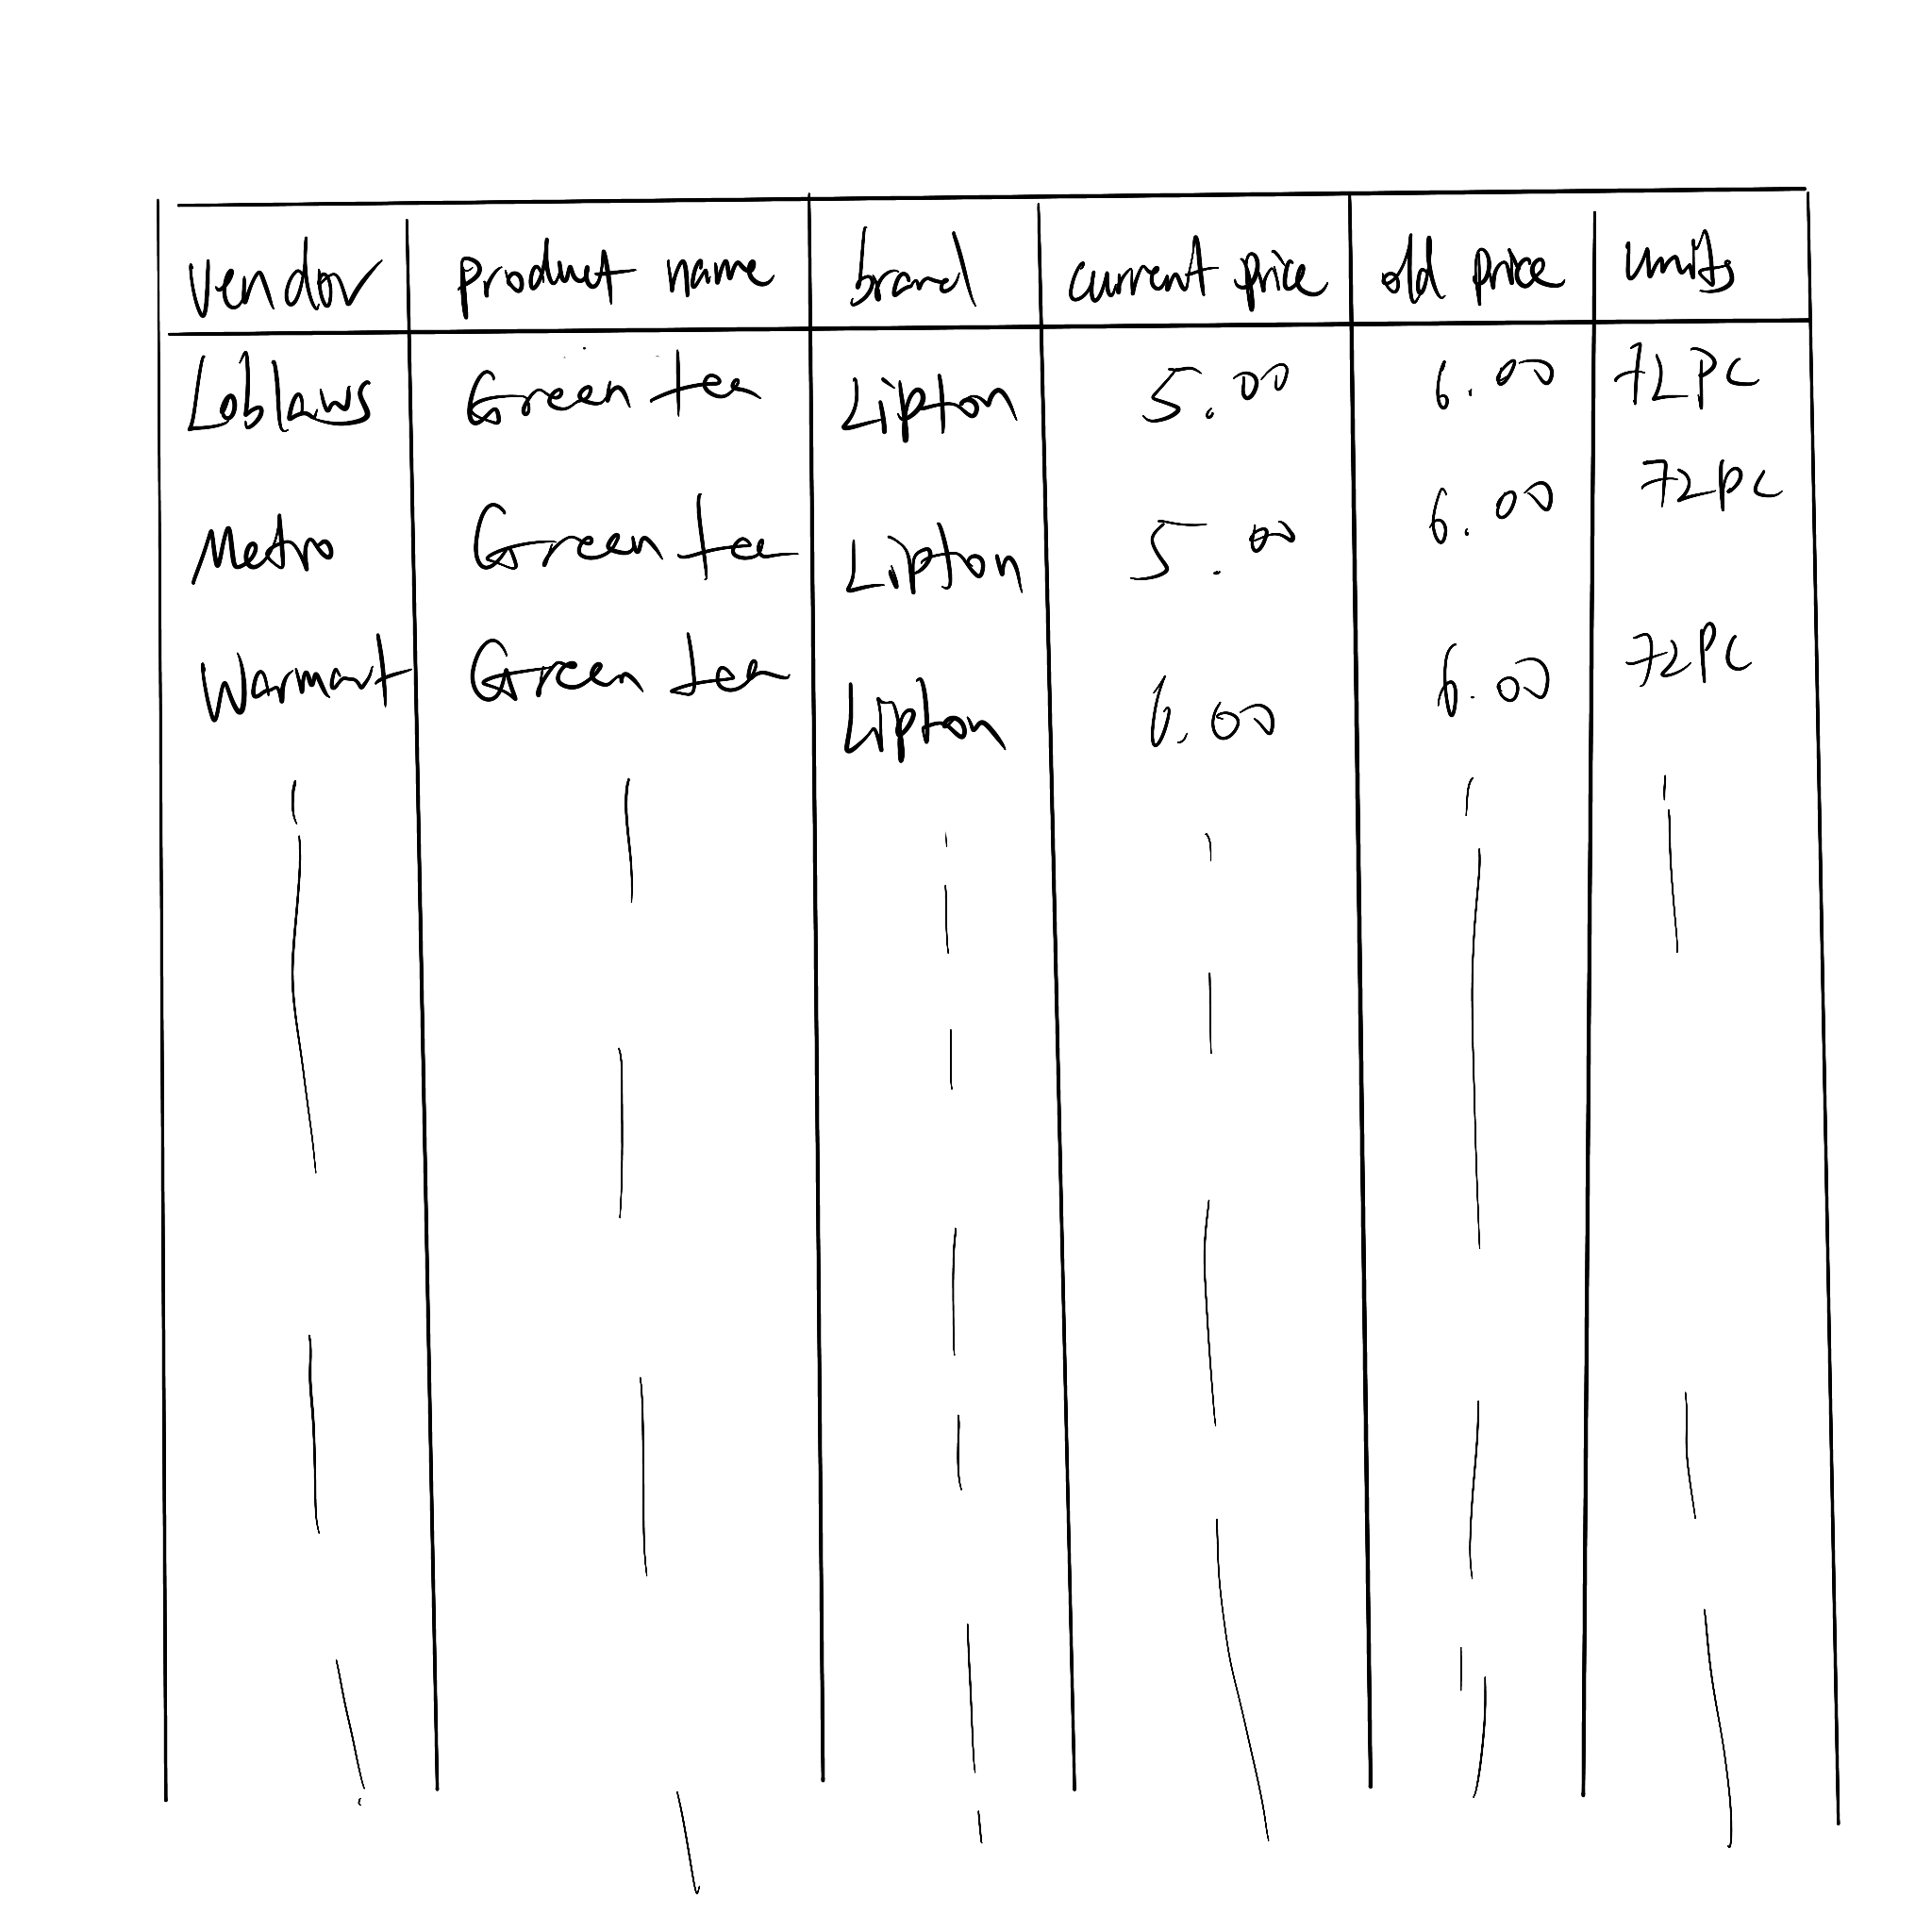 vendor product name brand current price old price units
Loblaws Green tea Lipton 5.00 6.00 72PC
Metro Green tea Lipton 5.00 6.00 72PC
Warmart Green tea Lipton 6.00 6.00 72PC